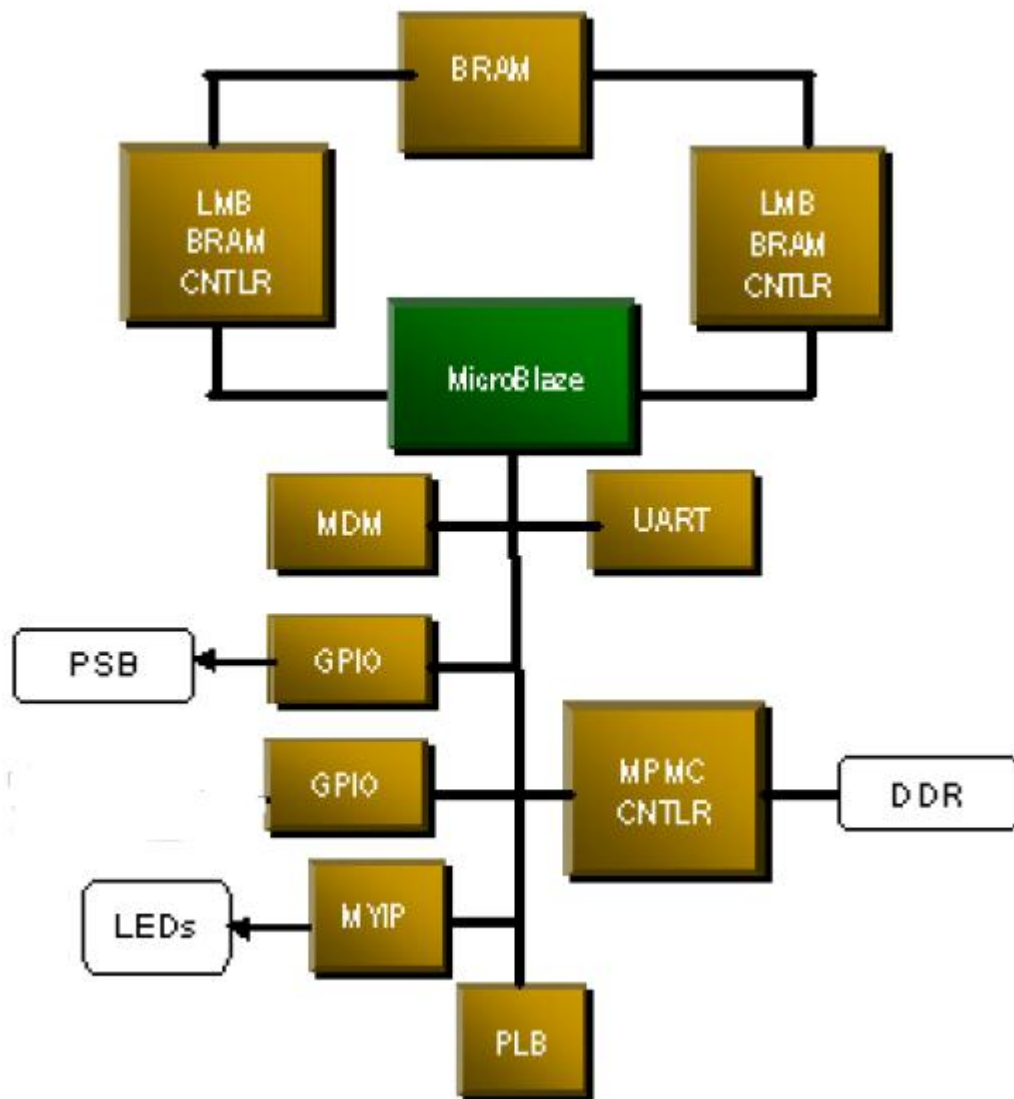 BRAM
LMB
BRAM
CNTLR
LMB
BRAM
CNTLR
MicroBlaze
MDM
UART
PSB
GPIO
GPIO
MPMC
CNTLR
DDR
LEDs
MYIP
PLB